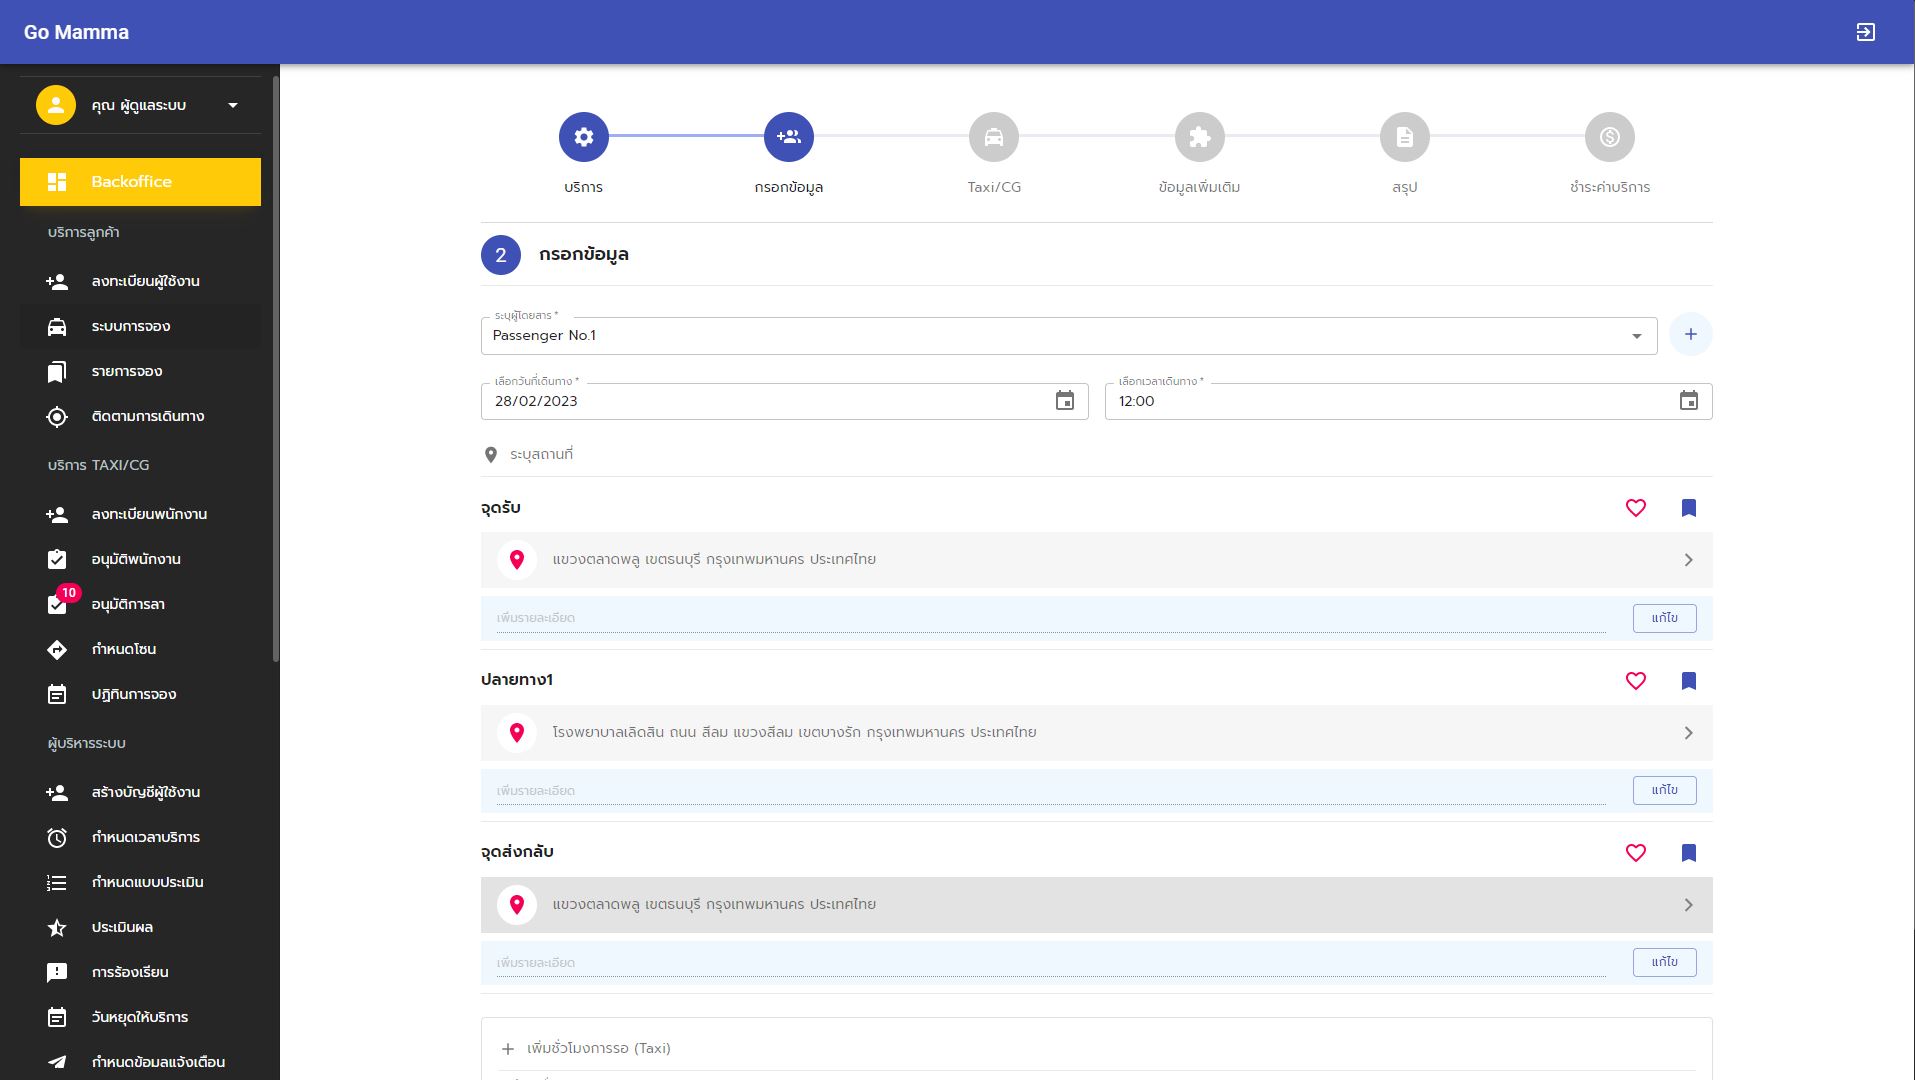 Go Mamma
คุณ ผู้ดูแลระบบ
Backoffice
บริการลูกค้า
ลงทะเบียนผู้ใช้งาน
ระบบการจอง
รายการจอง
ติดตามการเดินทาง
บริการ TAXI/CG
ลงทะเบียนพนักงาน
อนุมัติพนักงาน
10
อนุมัติการลา
กำหนดโซน
ปฏิทินการจอง
ผู้บริหารระบบ
สร้างบัญชีผู้ใช้งาน
กำหนดเวลาบริการ
กำหนดแบบประเมิน
ประเมินผล
การร้องเรียน
วันหยุดให้บริการ
กำหนดข้อมูลแจ้งเตือน
บริการ
กรอกข้อมูล
Taxi/CG
ข้อมูลเพิ่มเติม
สรุป
ชำระค่าบริการ
2 กรอกข้อมูล
ระบุผู้โดยสาร *
Passenger No.1
เลือกวันที่เดินทาง *
28/02/2023
เลือกเวลาเดินทาง *
12:00
ระบุสถานที่
จุดรับ
แขวงตลาดพลู เขตธนบุรี กรุงเทพมหานคร ประเทศไทย
เพิ่มรายละเอียด
แก้ไข
ปลายทาง1
โรงพยาบาลเลิดสิน ถนน สีลม แขวงสีลม เขตบางรัก กรุงเทพมหานคร ประเทศไทย
เพิ่มรายละเอียด
แก้ไข
จุดส่งกลับ
แขวงตลาดพลู เขตธนบุรี กรุงเทพมหานคร ประเทศไทย
เพิ่มรายละเอียด
แก้ไข
เพิ่มชั่วโมงการรอ (Taxi)